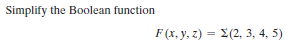 Simplify the Boolean function
F (x, y, z) = Σ(2, 3, 4, 5)